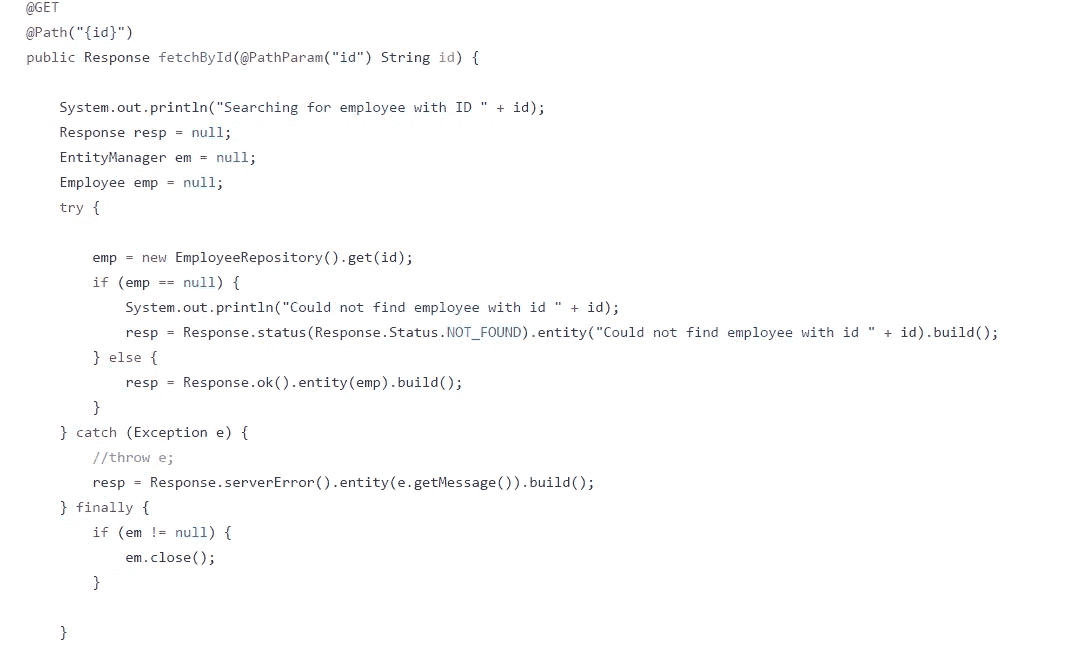 @GET
@Path("{id}")
public Response fetchById(@PathParam("id") String id) {
System.out.println("Searching for employee with ID " + id);
Response resp = null;
EntityManager em = null;
Employee emp = null;
try {
emp = new EmployeeRepository().get(id);
if (emp == null) {
System.out.println("Could not find employee with id " + id);
resp = Response.status(Response.Status.NOT_FOUND).entity("Could not find employee with id " + id).build();
} else {
resp = Response.ok().entity(emp).build();
}
} catch (Exception e) {
//throw e;
resp = Response.serverError().entity(e.getMessage()).build();
} finally {
if (em != null) {
em.close();
}
}